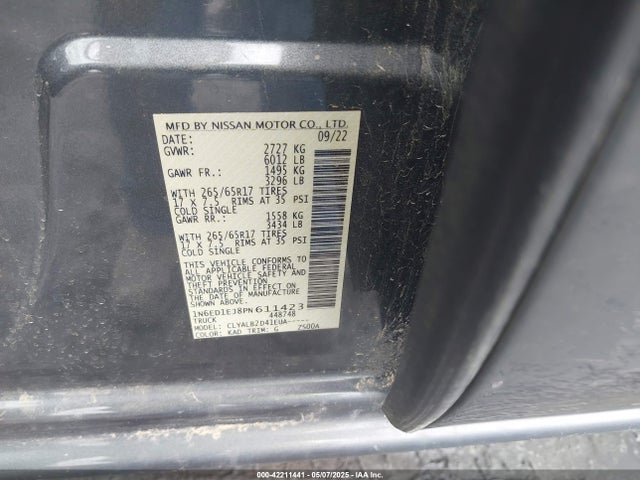 MFD BY NISSAN MOTOR CO., LTD.
DATE: 09/22
GVWR: 2727 KG
6012 LB
GAWR FR.: 1495 KG
3296 LB
WITH 265/65R17 TIRES
17 X 7.5 RIMS AT 35 PSI
COLD SINGLE
GAWR RR.: 1558 KG
3434 LB
WITH 265/65R17 TIRES
17 X 7.5 RIMS AT 35 PSI
COLD SINGLE
THIS VEHICLE CONFORMS TO
ALL APPLICABLE FEDERAL
MOTOR VEHICLE SAFETY AND
THEFT PREVENTION
STANDARDS IN EFFECT ON
THE DATE OF MANUFACTURE
SHOWN ABOVE.
1N6ED1EJ8PN611423
TRUCK 448748
MODEL: CLYALB2D41EUA-
COLOR: KAD TRIM: G
000-42211441 - 05/07/2025 - IAA Inc.